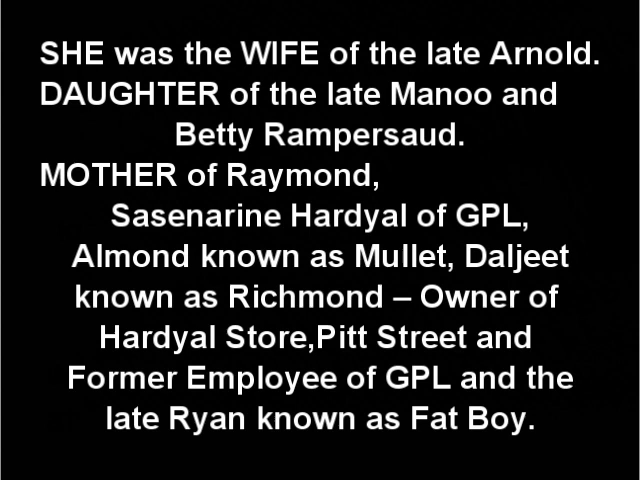 SHE was the WIFE of the late Arnold.
DAUGHTER of the late Manoo and
Betty Rampersaud.
MOTHER of Raymond,
Sasenarine Hardyal of GPL,
Almond known as Mullet, Daljeet
known as Richmond – Owner of
Hardyal Store,Pitt Street and
Former Employee of GPL and the
late Ryan known as Fat Boy.